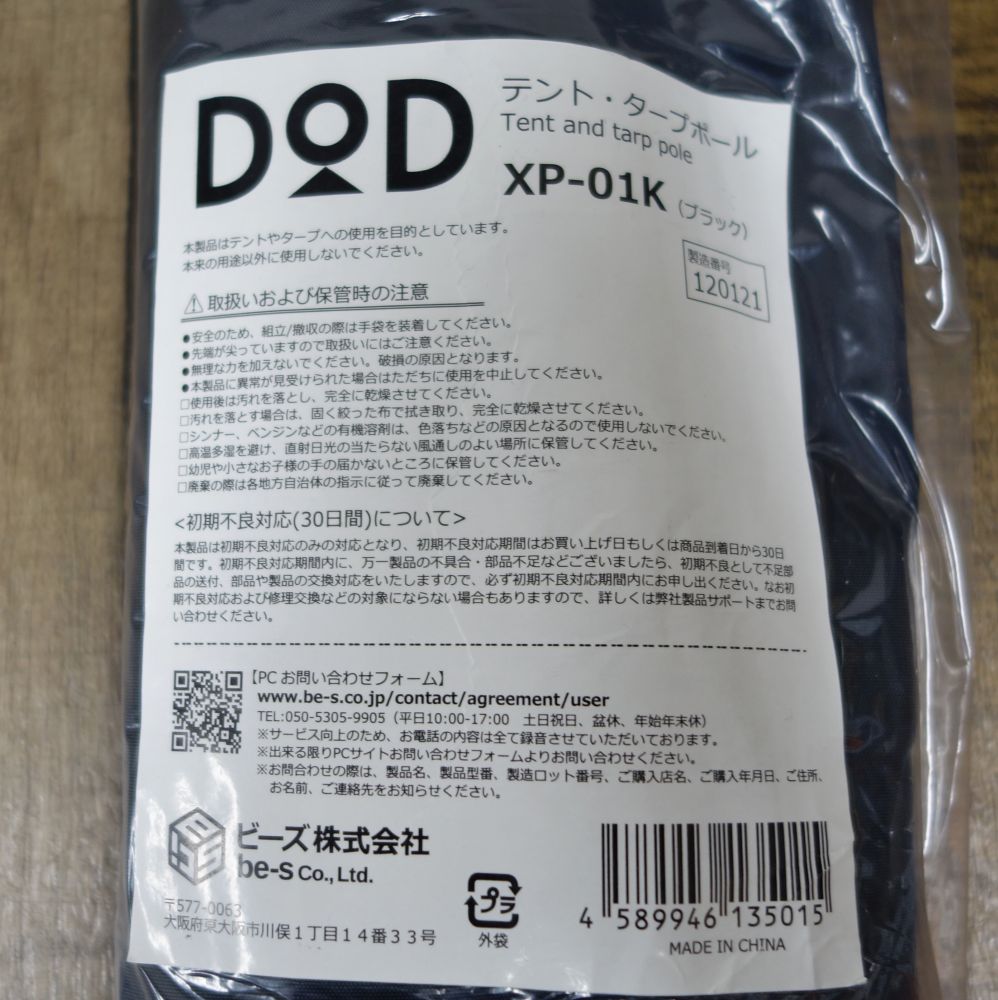 DOD
テント・タープポール
Tent and tarp pole
XP-01K (ブラック)
製造番号
120121
本製品はテントやタープへの使用を目的としています。
本来の用途以外に使用しないでください。
取扱いおよび保管時の注意
●安全のため、組立/撤収の際は手袋を装着してください。
●先端が尖っていますので取扱いにはご注意ください。
●無理な力を加えないでください。破損の原因となります。
●本製品に異常が見受けられた場合はただちに使用を中止してください。
□使用後は汚れを落とし、完全に乾燥させてください。
□汚れを落とす場合は、固く絞った布で拭き取り、完全に乾燥させてください。
□シンナー、ベンジンなどの有機溶剤は、色落ちなどの原因となるので使用しないでください。
□高温多湿を避け、直射日光の当たらない風通しのよい場所に保管してください。
□幼児や小さなお子様の手の届かないところに保管してください。
□廃棄の際は各地方自治体の指示に従って廃棄してください。
<初期不良対応(30日間)について>
本製品は初期不良対応のみの対応となり、初期不良対応期間はお買い上げ日もしくは商品到着日から30日
間です。初期不良対応期間内に、万一製品の不具合・部品不足などございましたら、初期不良として不足部
品の送付、部品や製品の交換対応をいたしますので、必ず初期不良対応期間内にお申し出ください。なお初
期不良対応および修理交換などの対象にならない場合もありますので、詳しくは弊社製品サポートまでお問
い合わせください。
【PC お問い合わせフォーム】
www.be-s.co.jp/contact/agreement/user
TEL:050-5305-9905（平日10:00-17:00 土日祝日、盆休、年始年末休）
※サービス向上のため、お電話の内容は全て録音させていただいております。
※出来る限りPCサイトお問い合わせフォームよりお問い合わせください。
※お問合わせの際は、製品名、製品型番、製造ロット番号、ご購入店名、ご購入年月日、ご住所、
お名前、ご連絡先をお知らせください。
ビーズ株式会社
be-s Co., Ltd.
〒577-0063
大阪府東大阪市川俣１丁目１４番３３号
プラ
外袋
4 589946 135015
MADE IN CHINA